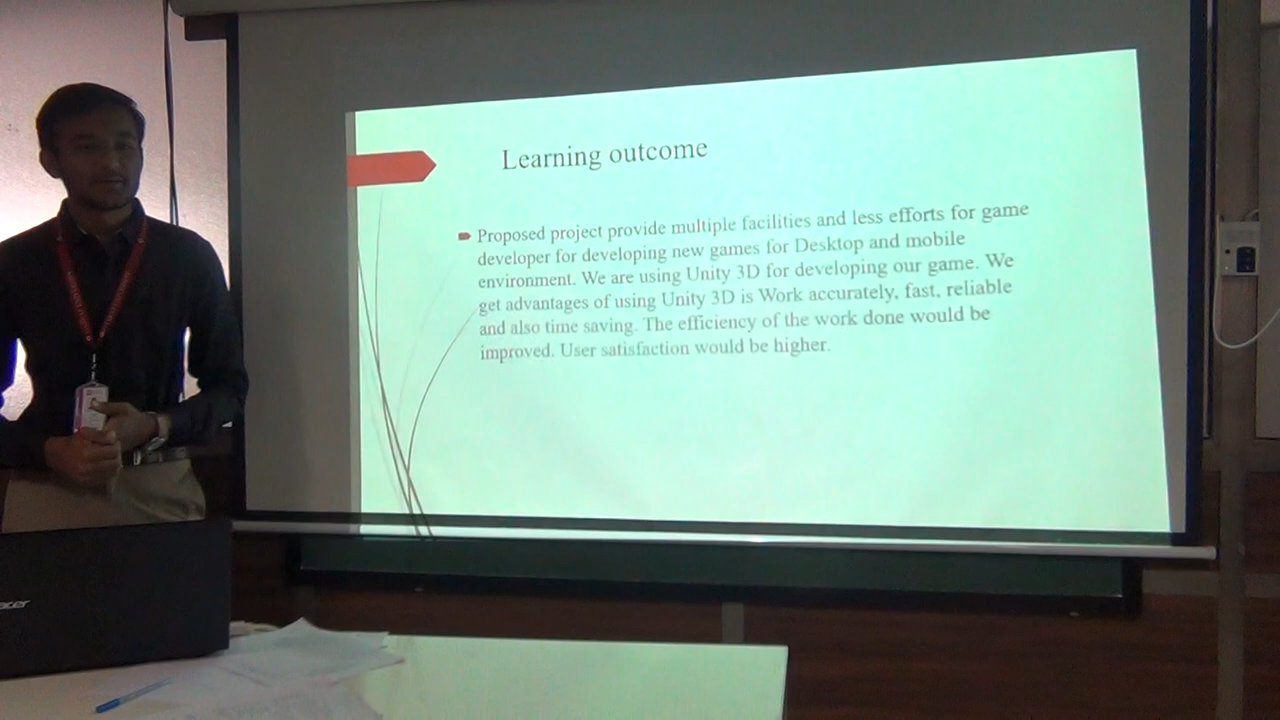 Learning outcome
Proposed project provide multiple facilities and less efforts for game
developer for developing new games for Desktop and mobile
environment. We are using Unity 3D for developing our game. We
get advantages of using Unity 3D is Work accurately, fast, reliable
and also time saving. The efficiency of the work done would be
improved. User satisfaction would be higher.
acer